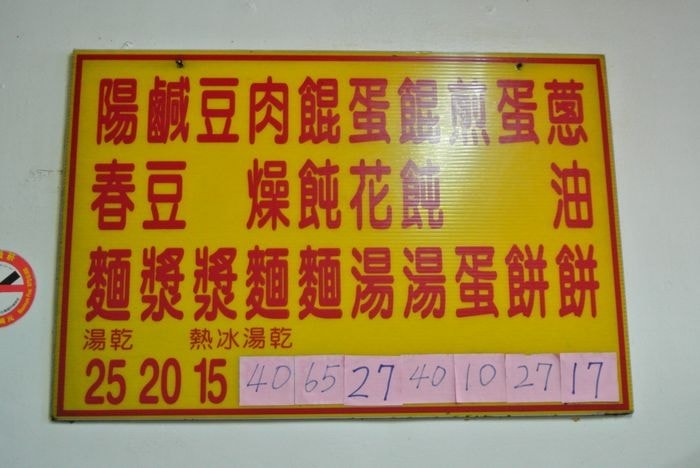 蔥油餅
17
蛋餅
27
煎蛋
10
餛飩湯
40
蛋花湯
27
餛飩麵
65
肉燥麵
湯乾
40
豆漿
熱冰
15
鹹豆漿
20
陽春麵
湯乾
25